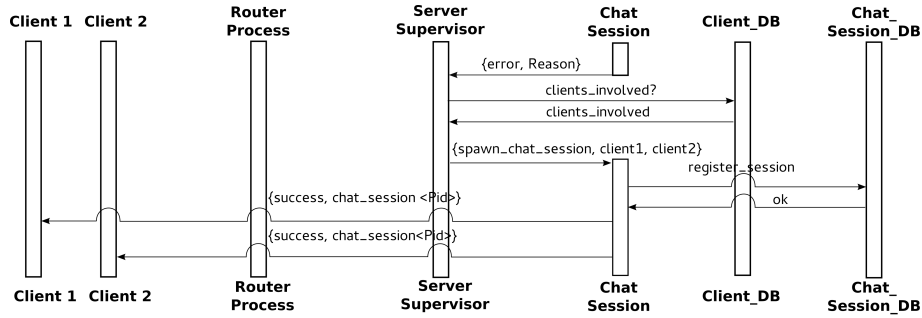 Client 1
Client 2
Router
Process
Server
Supervisor
Chat
Session
Client_DB
Chat_
Session_DB
{error, Reason}
clients_involved?
clients_involved
{spawn_chat_session, client1, client2}
register_session
{success, chat_session <Pid>}
ok
{success, chat_session<Pid>}
Client 1
Client 2
Router
Process
Server
Supervisor
Chat
Session
Client_DB
Chat_
Session_DB